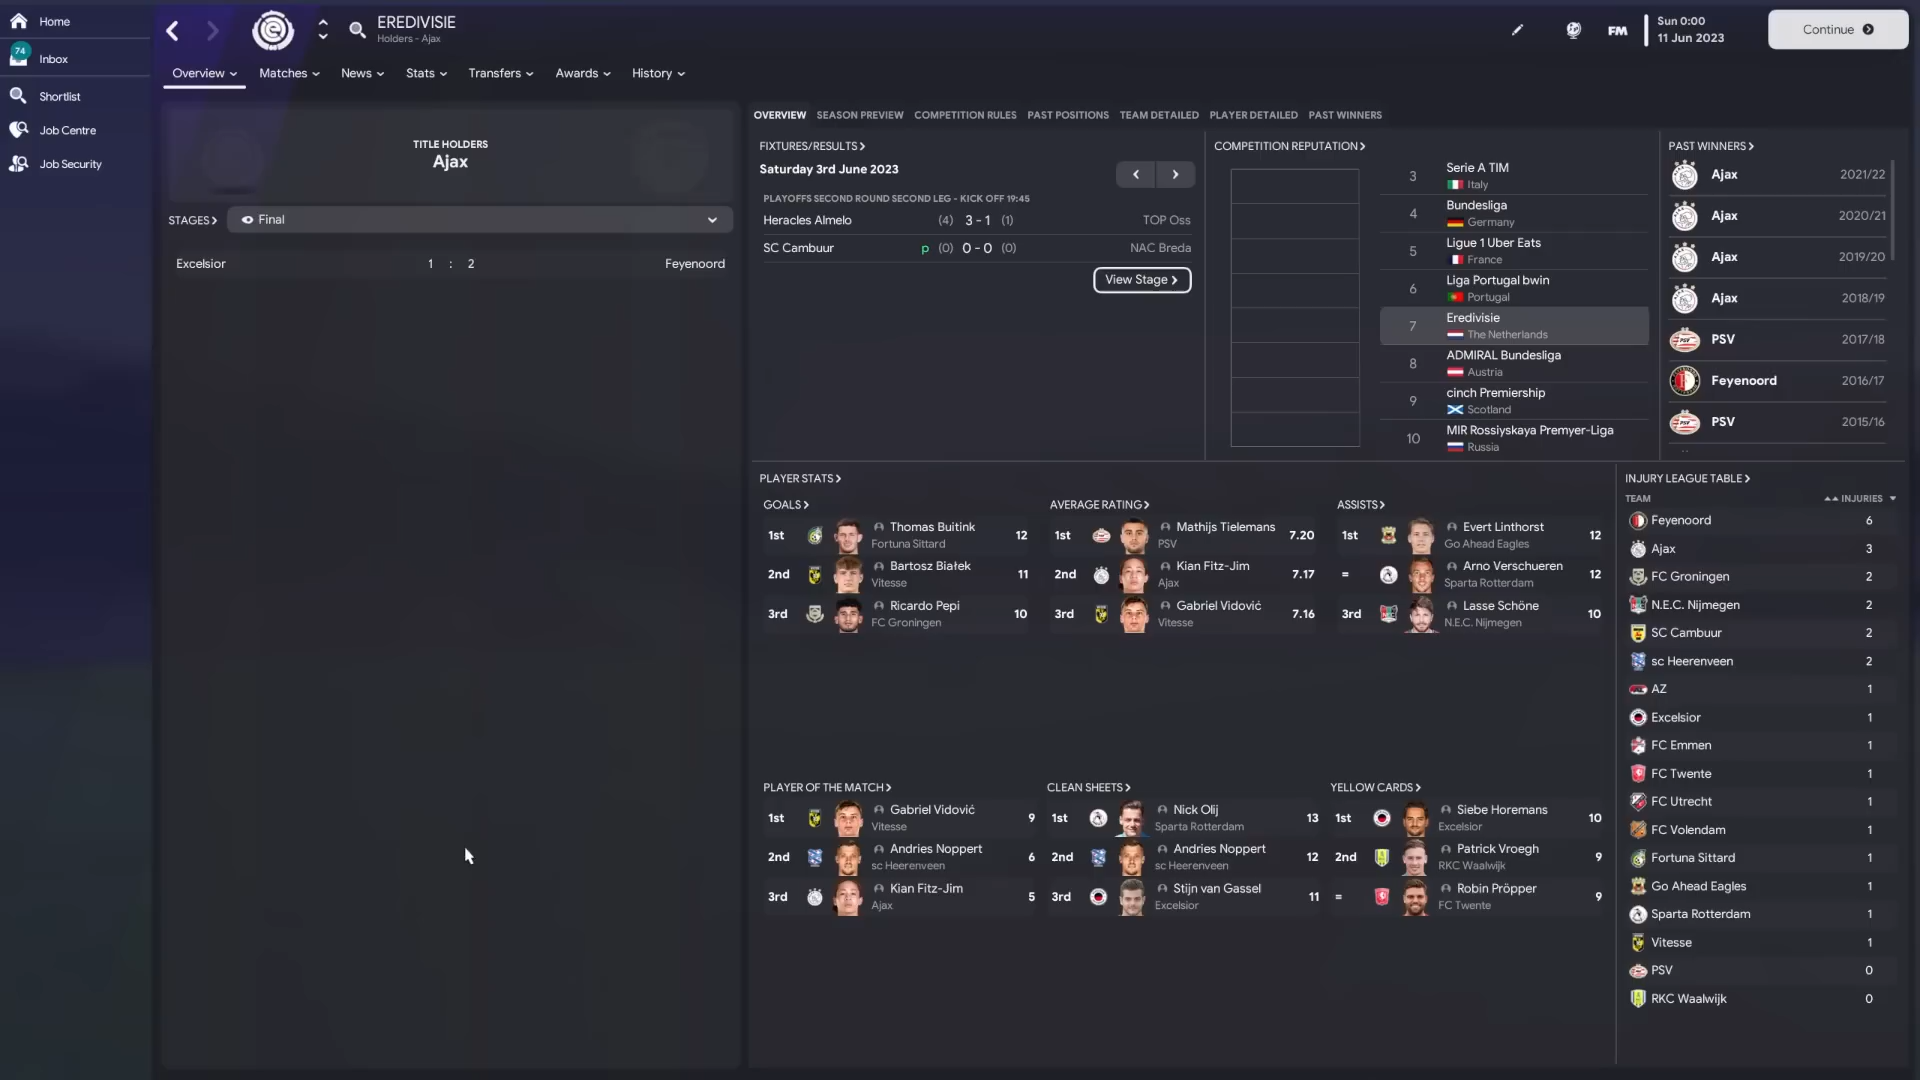 Home
74
Inbox
Shortlist
Job Centre
Job Security
EREDIVISIE
Holders - Ajax
FM
Sun 0:00
11 Jun 2023
Continue
Overview
Matches
News
Stats
Transfers
Awards
History
TITLE HOLDERS
Ajax
STAGES
Final
Excelsior 1 : 2 Feyenoord
OVERVIEW
SEASON PREVIEW
COMPETITION RULES
PAST POSITIONS
TEAM DETAILED
PLAYER DETAILED
PAST WINNERS
FIXTURES/RESULTS
Saturday 3rd June 2023
PLAYOFFS SECOND ROUND SECOND LEG - KICK OFF 19:45
Heracles Almelo (4) 3 - 1 (1) TOP Oss
SC Cambuur p (0) 0 - 0 (0) NAC Breda
View Stage
COMPETITION REPUTATION
3 Serie A TIM
Italy
4 Bundesliga
Germany
5 Ligue 1 Uber Eats
France
6 Liga Portugal bwin
Portugal
7 Eredivisie
The Netherlands
8 ADMIRAL Bundesliga
Austria
9 cinch Premiership
Scotland
10 MIR Rossiyskaya Premyer-Liga
Russia
PAST WINNERS
Ajax 2021/22
Ajax 2020/21
Ajax 2019/20
Ajax 2018/19
PSV 2017/18
Feyenoord 2016/17
PSV 2015/16
PLAYER STATS
GOALS
1st Thomas Buitink 12
Fortuna Sittard
2nd Bartosz Białek 11
Vitesse
3rd Ricardo Pepi 10
FC Groningen
AVERAGE RATING
1st Mathijs Tielemans 7.20
PSV
2nd Kian Fitz-Jim 7.17
Ajax
3rd Gabriel Vidović 7.16
Vitesse
ASSISTS
1st Evert Linthorst 12
Go Ahead Eagles
= Arno Verschueren 12
Sparta Rotterdam
3rd Lasse Schöne 10
N.E.C. Nijmegen
PLAYER OF THE MATCH
1st Gabriel Vidović 9
Vitesse
2nd Andries Noppert 6
sc Heerenveen
3rd Kian Fitz-Jim 5
Ajax
CLEAN SHEETS
1st Nick Olij 13
Sparta Rotterdam
2nd Andries Noppert 12
sc Heerenveen
3rd Stijn van Gassel 11
Excelsior
YELLOW CARDS
1st Siebe Horemans 10
Excelsior
2nd Patrick Vroegh 9
RKC Waalwijk
= Robin Pröpper 9
FC Twente
INJURY LEAGUE TABLE
TEAM INJURIES
Feyenoord 6
Ajax 3
FC Groningen 2
N.E.C. Nijmegen 2
SC Cambuur 2
sc Heerenveen 2
AZ 1
Excelsior 1
FC Emmen 1
FC Twente 1
FC Utrecht 1
FC Volendam 1
Fortuna Sittard 1
Go Ahead Eagles 1
Sparta Rotterdam 1
Vitesse 1
PSV 0
RKC Waalwijk 0